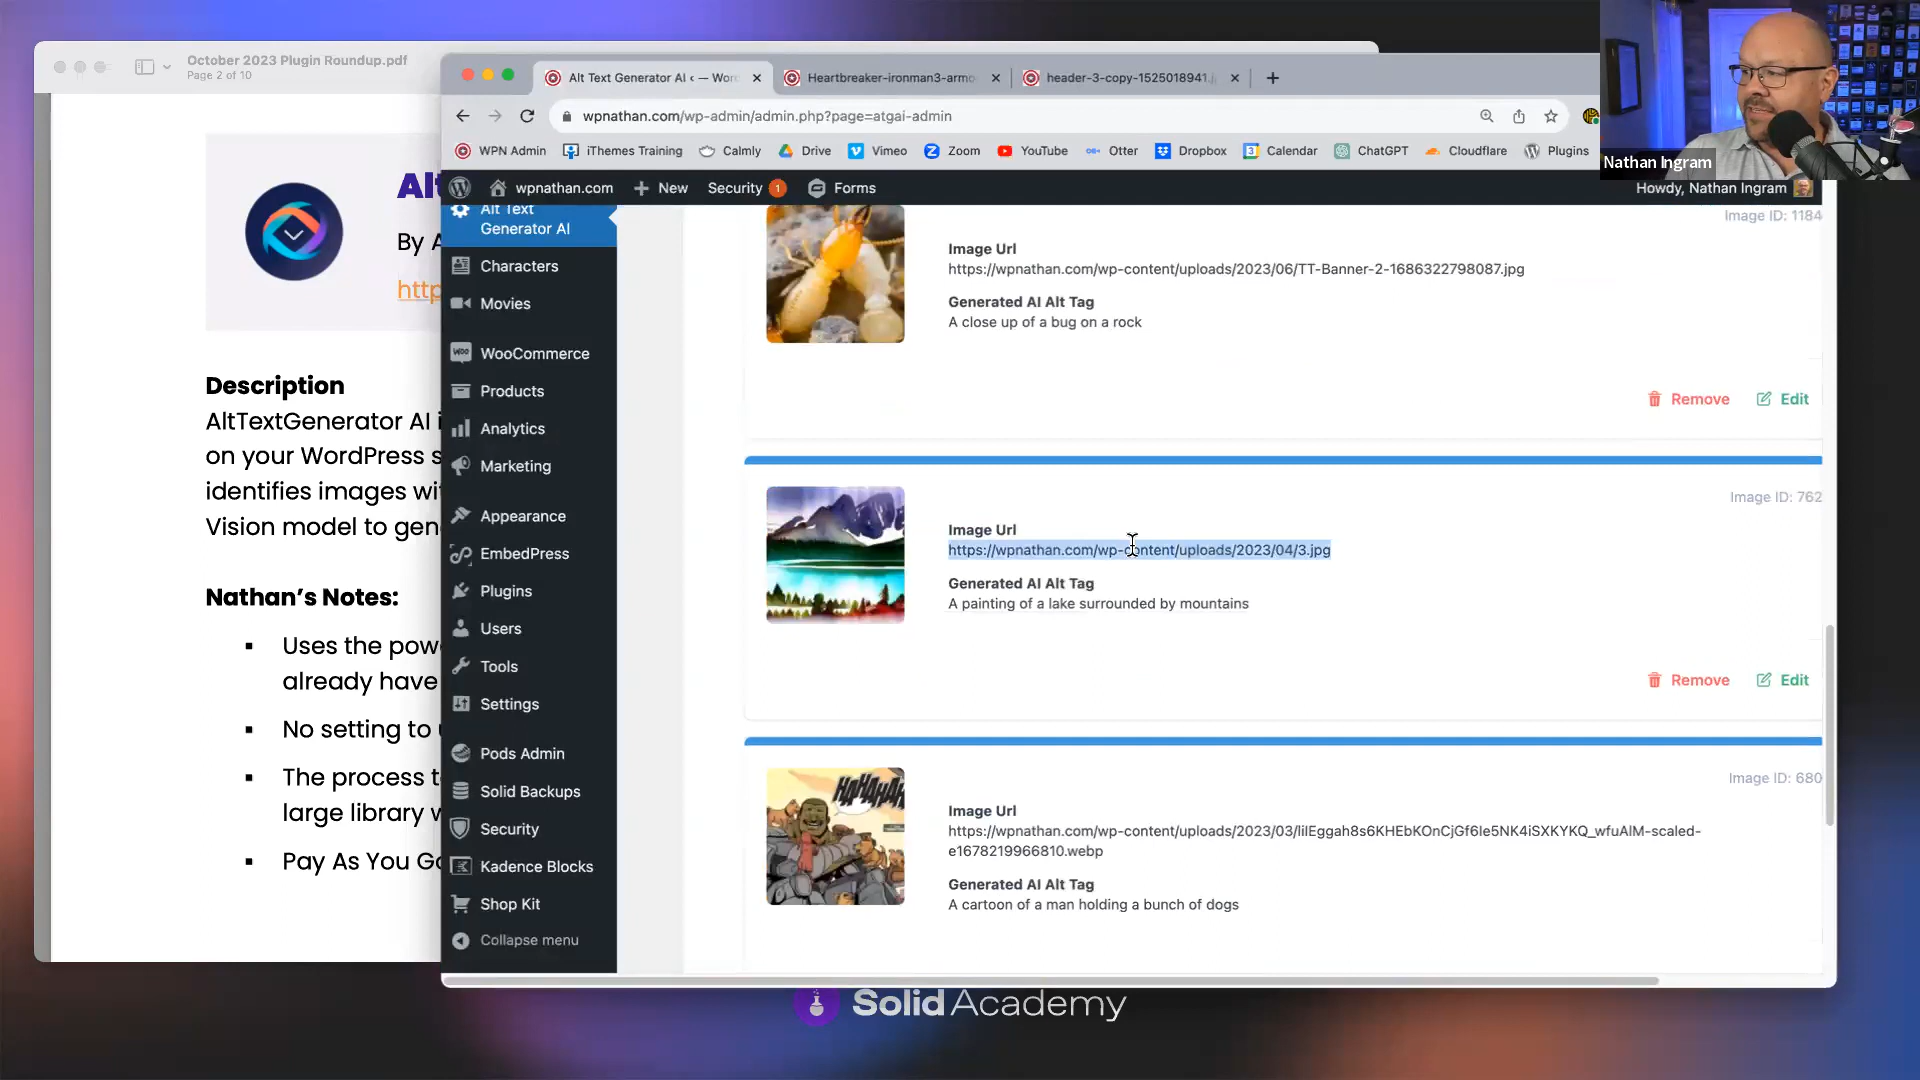 October 2023 Plugin Roundup.pdf
Page 2 of 10
Alt Text Generator AI ‹ — Wor
Heartbreaker-ironman3-armo
header-3-copy-1525018941.
wpnathan.com/wp-admin/admin.php?page=atgai-admin
WPN Admin
iThemes Training
Calmly
Drive
Vimeo
Zoom
YouTube
Otter
Dropbox
Calendar
ChatGPT
Cloudflare
Plugins
Nathan Ingram
wpnathan.com
New
Security 1
Forms
Howdy, Nathan Ingram
Alt
By A
http
Description
AltTextGenerator AI i
on your WordPress s
identifies images wit
Vision model to gen
Nathan's Notes:
▪ Uses the pow
already have
▪ No setting to
▪ The process t
large library w
▪ Pay As You Go
Alt Text
Generator AI
Characters
Movies
WooCommerce
Products
Analytics
Marketing
Appearance
EmbedPress
Plugins
Users
Tools
Settings
Pods Admin
Solid Backups
Security
Kadence Blocks
Shop Kit
Collapse menu
Image ID: 1184
Image Url
https://wpnathan.com/wp-content/uploads/2023/06/TT-Banner-2-1686322798087.jpg
Generated AI Alt Tag
A close up of a bug on a rock
Remove
Edit
Image ID: 762
Image Url
https://wpnathan.com/wp-content/uploads/2023/04/3.jpg
Generated AI Alt Tag
A painting of a lake surrounded by mountains
Remove
Edit
Image ID: 680
HAHAHAH
Image Url
https://wpnathan.com/wp-content/uploads/2023/03/lilEggah8s6KHEbKOnCjGf6Ie5NK4iSXKYKQ_wfuAIM-scaled-
e1678219966810.webp
Generated AI Alt Tag
A cartoon of a man holding a bunch of dogs
SolidAcademy